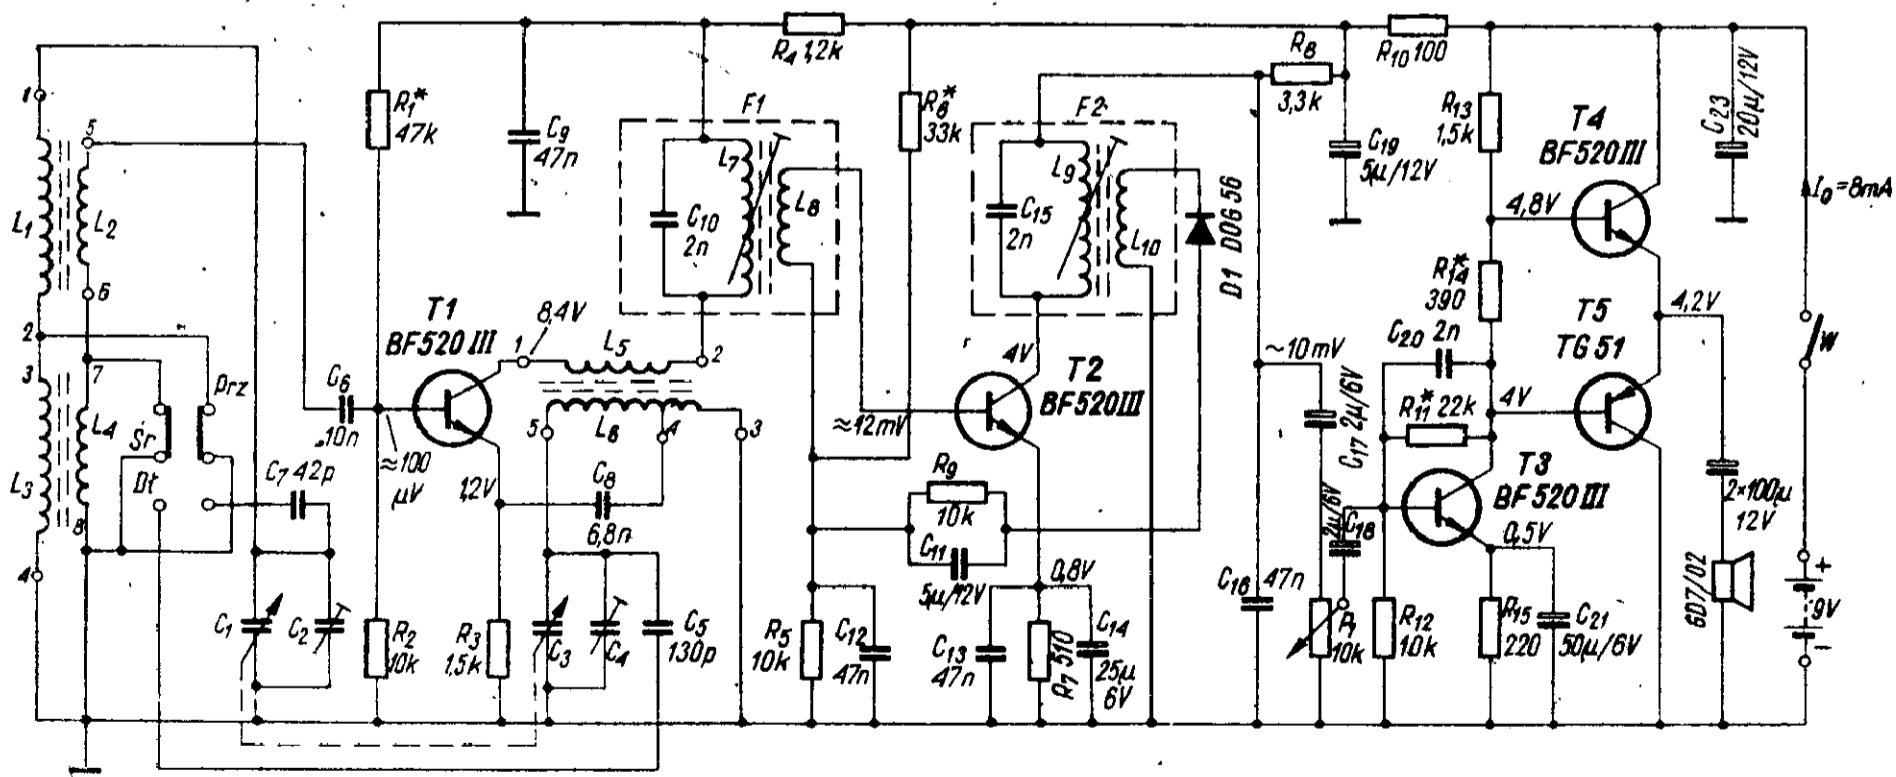 1
5
L1
L2
6
2
3
7
L4
L3
8
4
Śr
prz
Dt
C7 42p
C1
C2
C6
10n
R1*
47k
≈100
µV
R2
10k
C9
47n
T1
BF520 III
1
8,4V
L5
2
L6
5
4
3
1,2V
C8
6,8n
R3
1,5k
C3
C4
C5
130p
R4 1,2k
F1
L7
C10
2n
L8
R6*
33k
≈12mV
R9
10k
C11
5µ/12V
R5
10k
C12
47n
F2
L9
C15
2n
L10
D1 DOG 56
4V
T2
BF520III
0,8V
C13
47n
R7 510
C14
25µ
6V
R8
3,3k
C19
5µ/12V
~10mV
C17 2µ/6V
2µ/6V
C18
C16 47n
P1
10k
R12
10k
R10 100
R13
1,5k
4,8V
R14*
390
C20 2n
R11* 22k
4V
T3
BF520 III
0,5V
R15
220
C21
50µ/6V
T4
BF520 III
T5
TG 51
4,2V
C23
20µ/12V
I0=8mA
W
2×100µ
12V
GD7/02
+
9V
-